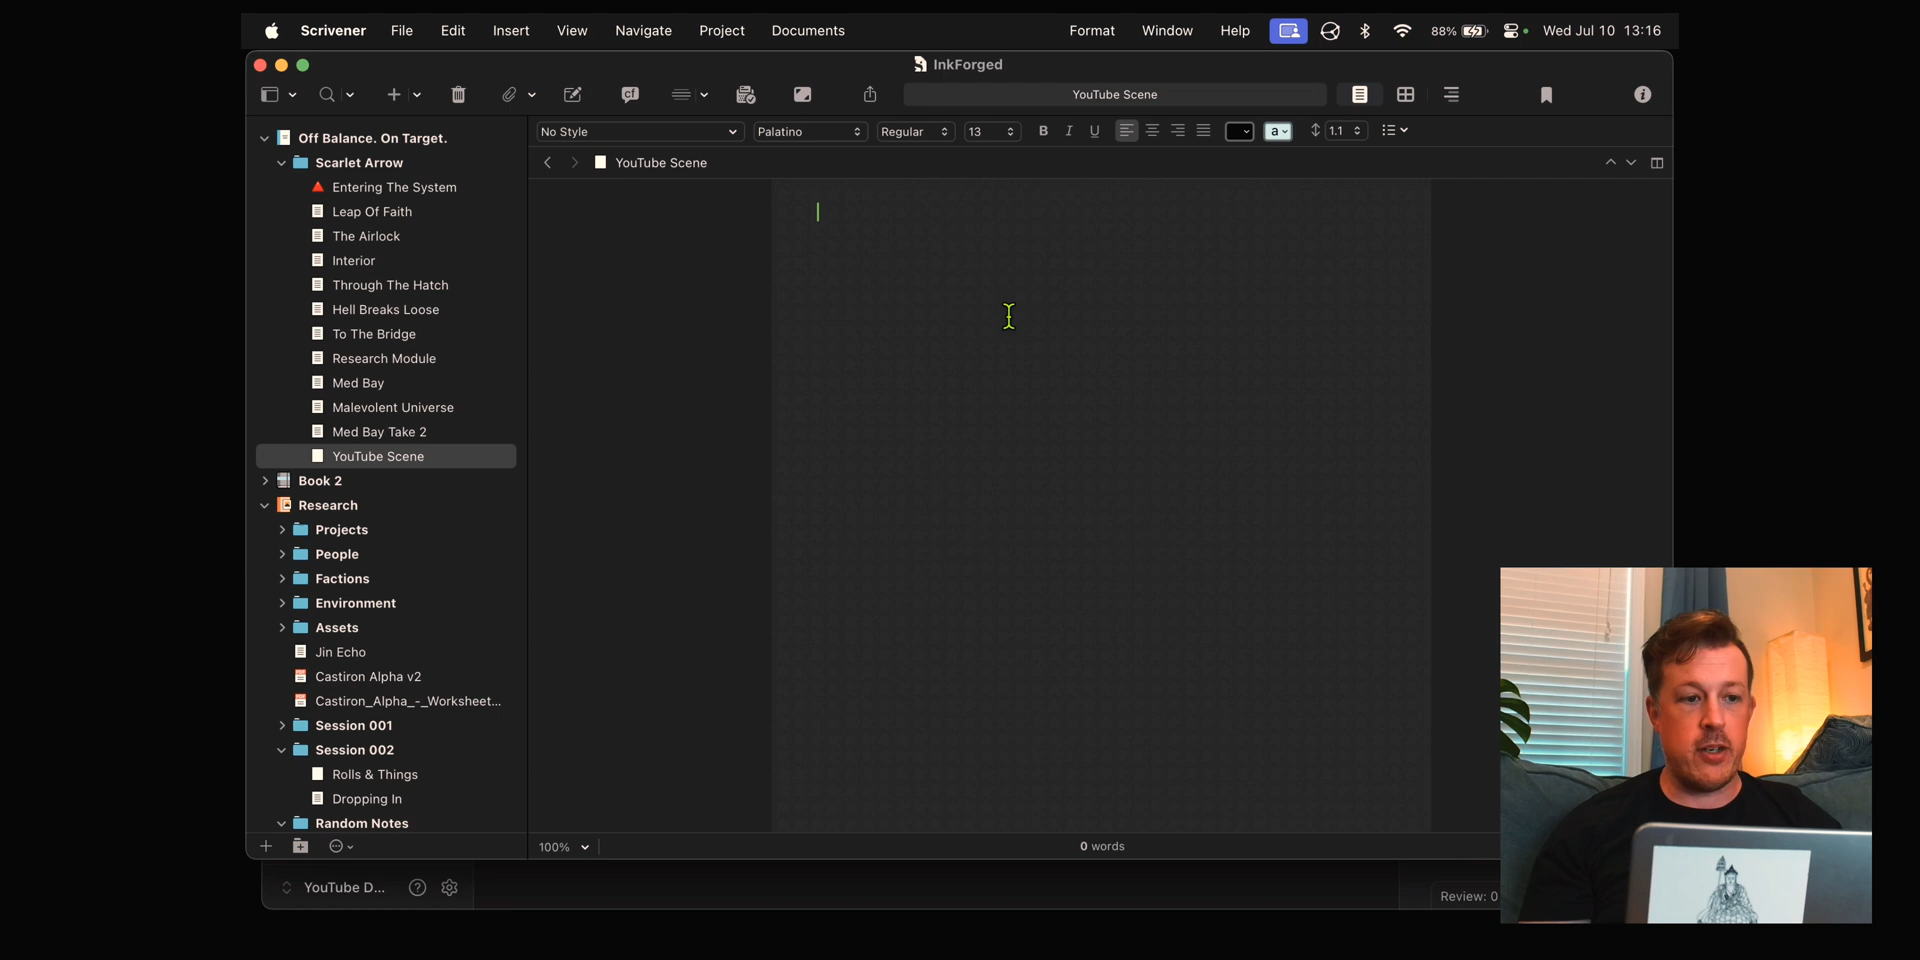 Scrivener File Edit Insert View Navigate Project Documents Format Window Help 88% Wed Jul 10 13:16
InkForged
YouTube Scene
No Style Palatino Regular 13 B I U a 1.1
YouTube Scene
Off Balance. On Target.
Scarlet Arrow
Entering The System
Leap Of Faith
The Airlock
Interior
Through The Hatch
Hell Breaks Loose
To The Bridge
Research Module
Med Bay
Malevolent Universe
Med Bay Take 2
YouTube Scene
Book 2
Research
Projects
People
Factions
Environment
Assets
Jin Echo
Castiron Alpha v2
Castiron_Alpha_-_Worksheet...
Session 001
Session 002
Rolls & Things
Dropping In
Random Notes
100% 0 words
YouTube D... ? Review: 0